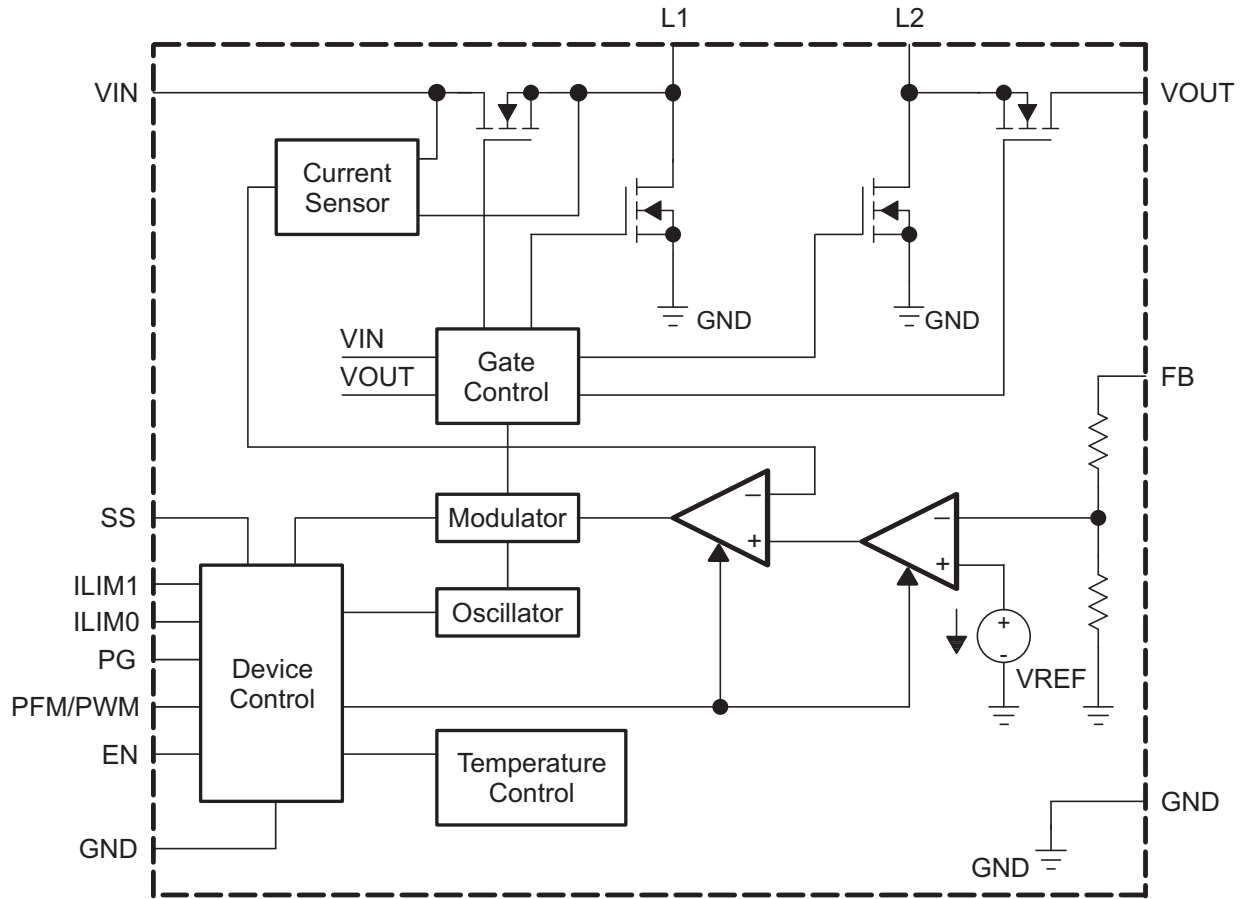 L1
L2
VIN
VOUT
Current
Sensor
GND
GND
VIN
VOUT
Gate
Control
FB
SS
Modulator
−
+
−
+
ILIM1
ILIM0
Oscillator
PG
Device
Control
+
-
VREF
PFM/PWM
EN
Temperature
Control
GND
GND
GND